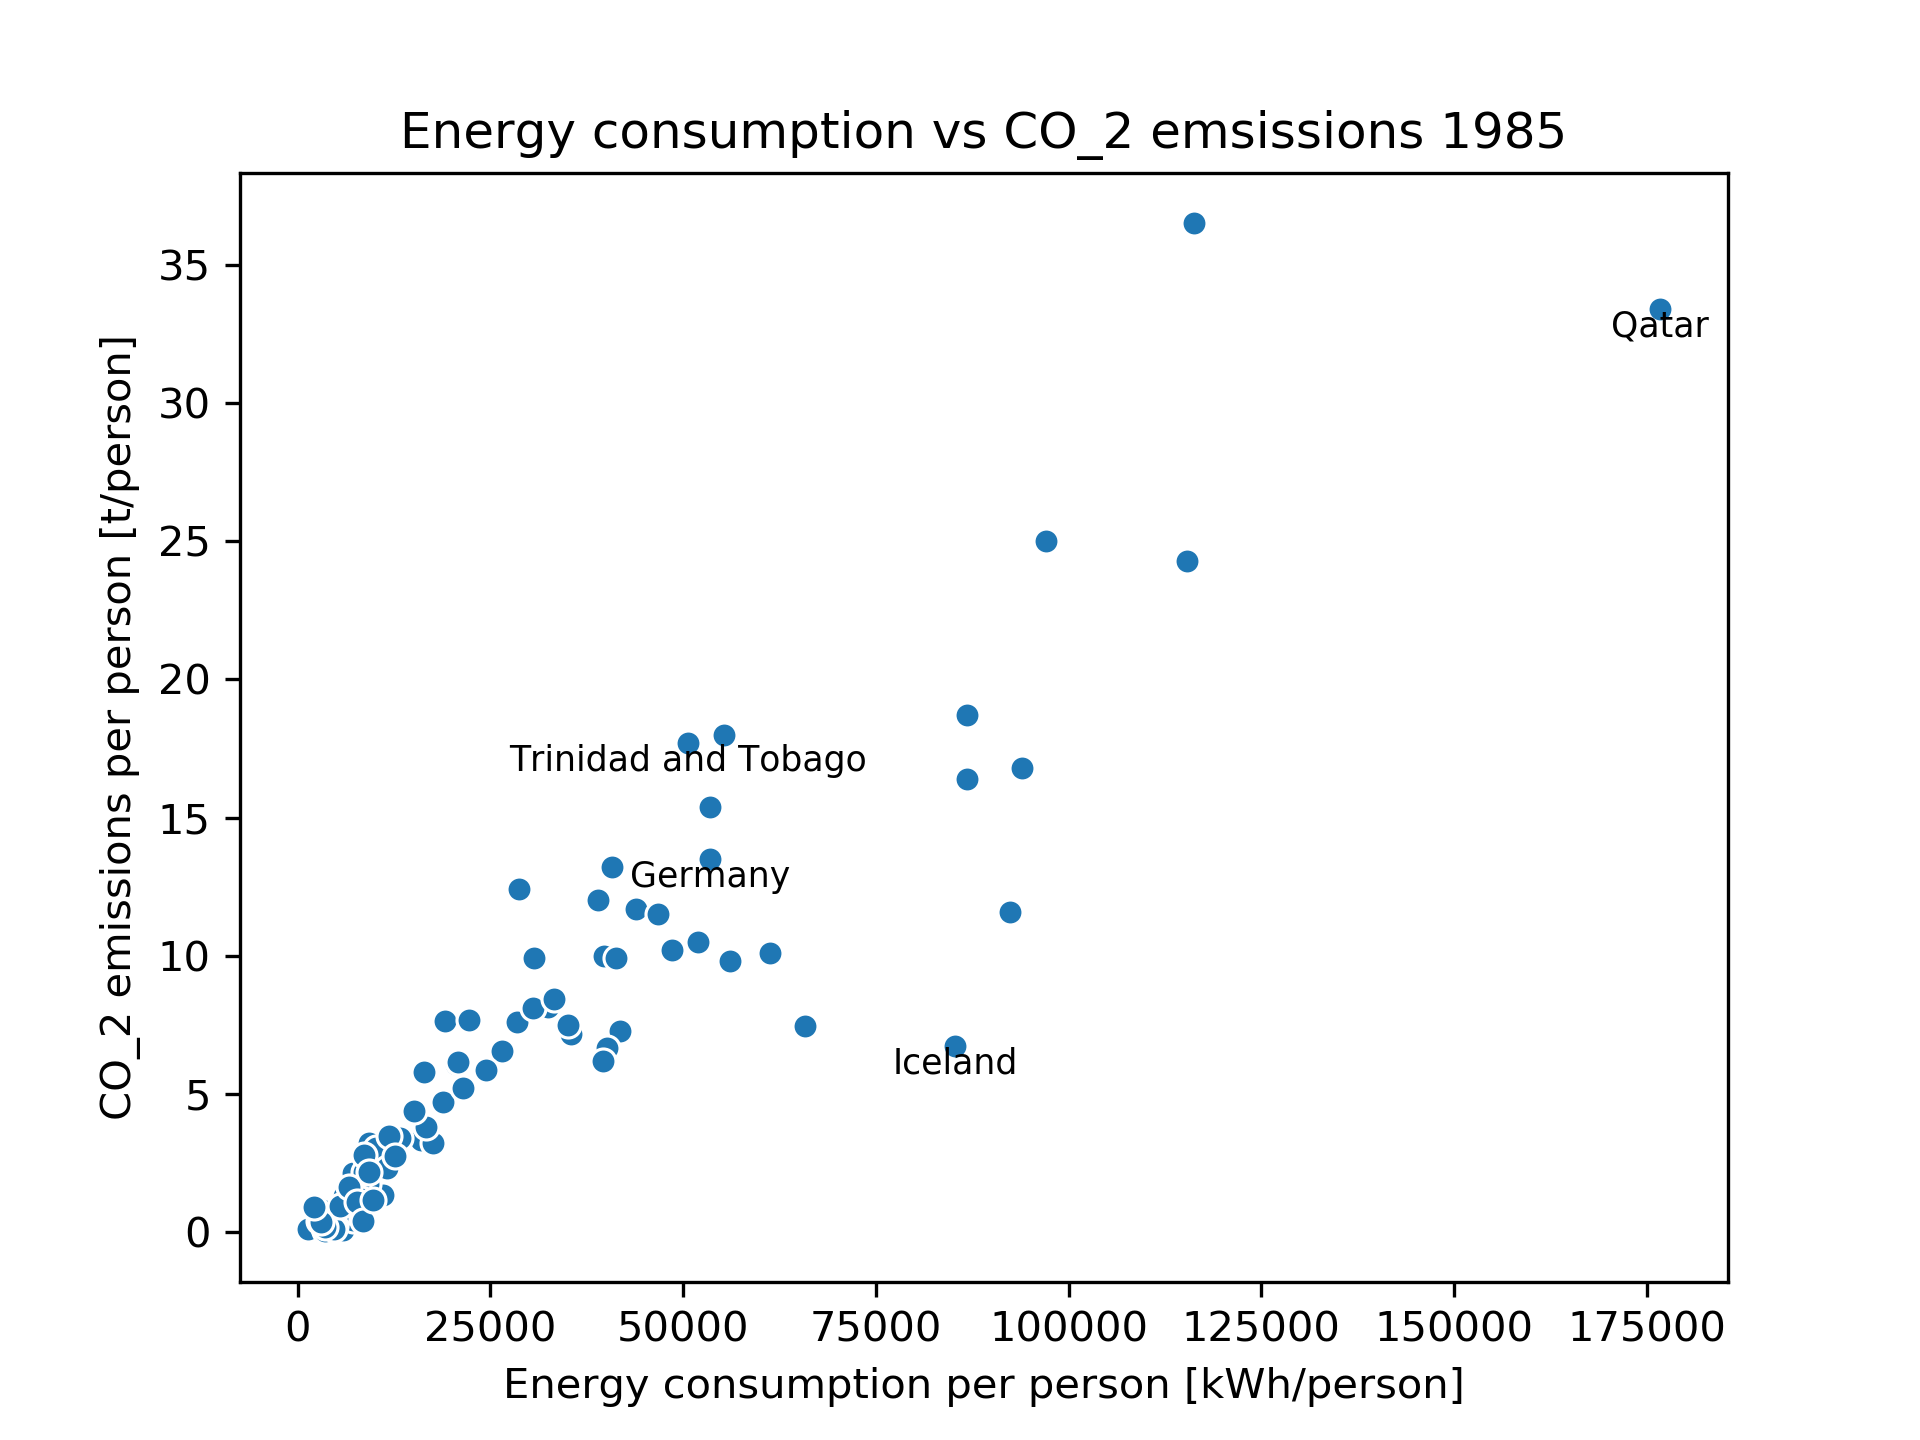 Energy consumption vs CO_2 emsissions 1985
CO_2 emissions per person [t/person]
35
30
25
20
15
10
5
0
Qatar
Trinidad and Tobago
Germany
Iceland
0 25000 50000 75000 100000 125000 150000 175000
Energy consumption per person [kWh/person]